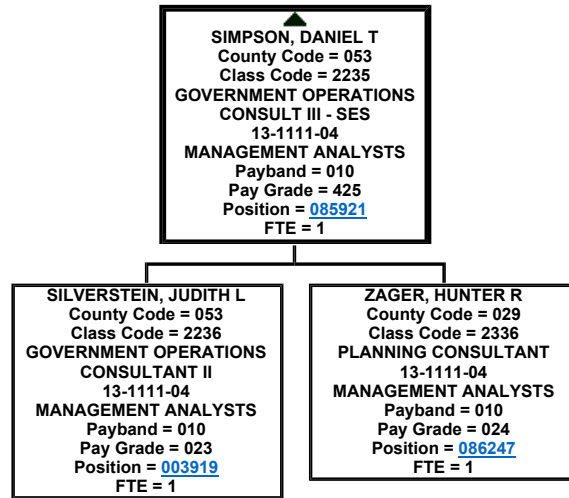 SIMPSON, DANIEL T
County Code = 053
Class Code = 2235
GOVERNMENT OPERATIONS
CONSULT III - SES
13-1111-04
MANAGEMENT ANALYSTS
Payband = 010
Pay Grade = 425
Position = 085921
FTE = 1
SILVERSTEIN, JUDITH L
County Code = 053
Class Code = 2236
GOVERNMENT OPERATIONS
CONSULTANT II
13-1111-04
MANAGEMENT ANALYSTS
Payband = 010
Pay Grade = 023
Position = 003919
FTE = 1
ZAGER, HUNTER R
County Code = 029
Class Code = 2336
PLANNING CONSULTANT
13-1111-04
MANAGEMENT ANALYSTS
Payband = 010
Pay Grade = 024
Position = 086247
FTE = 1